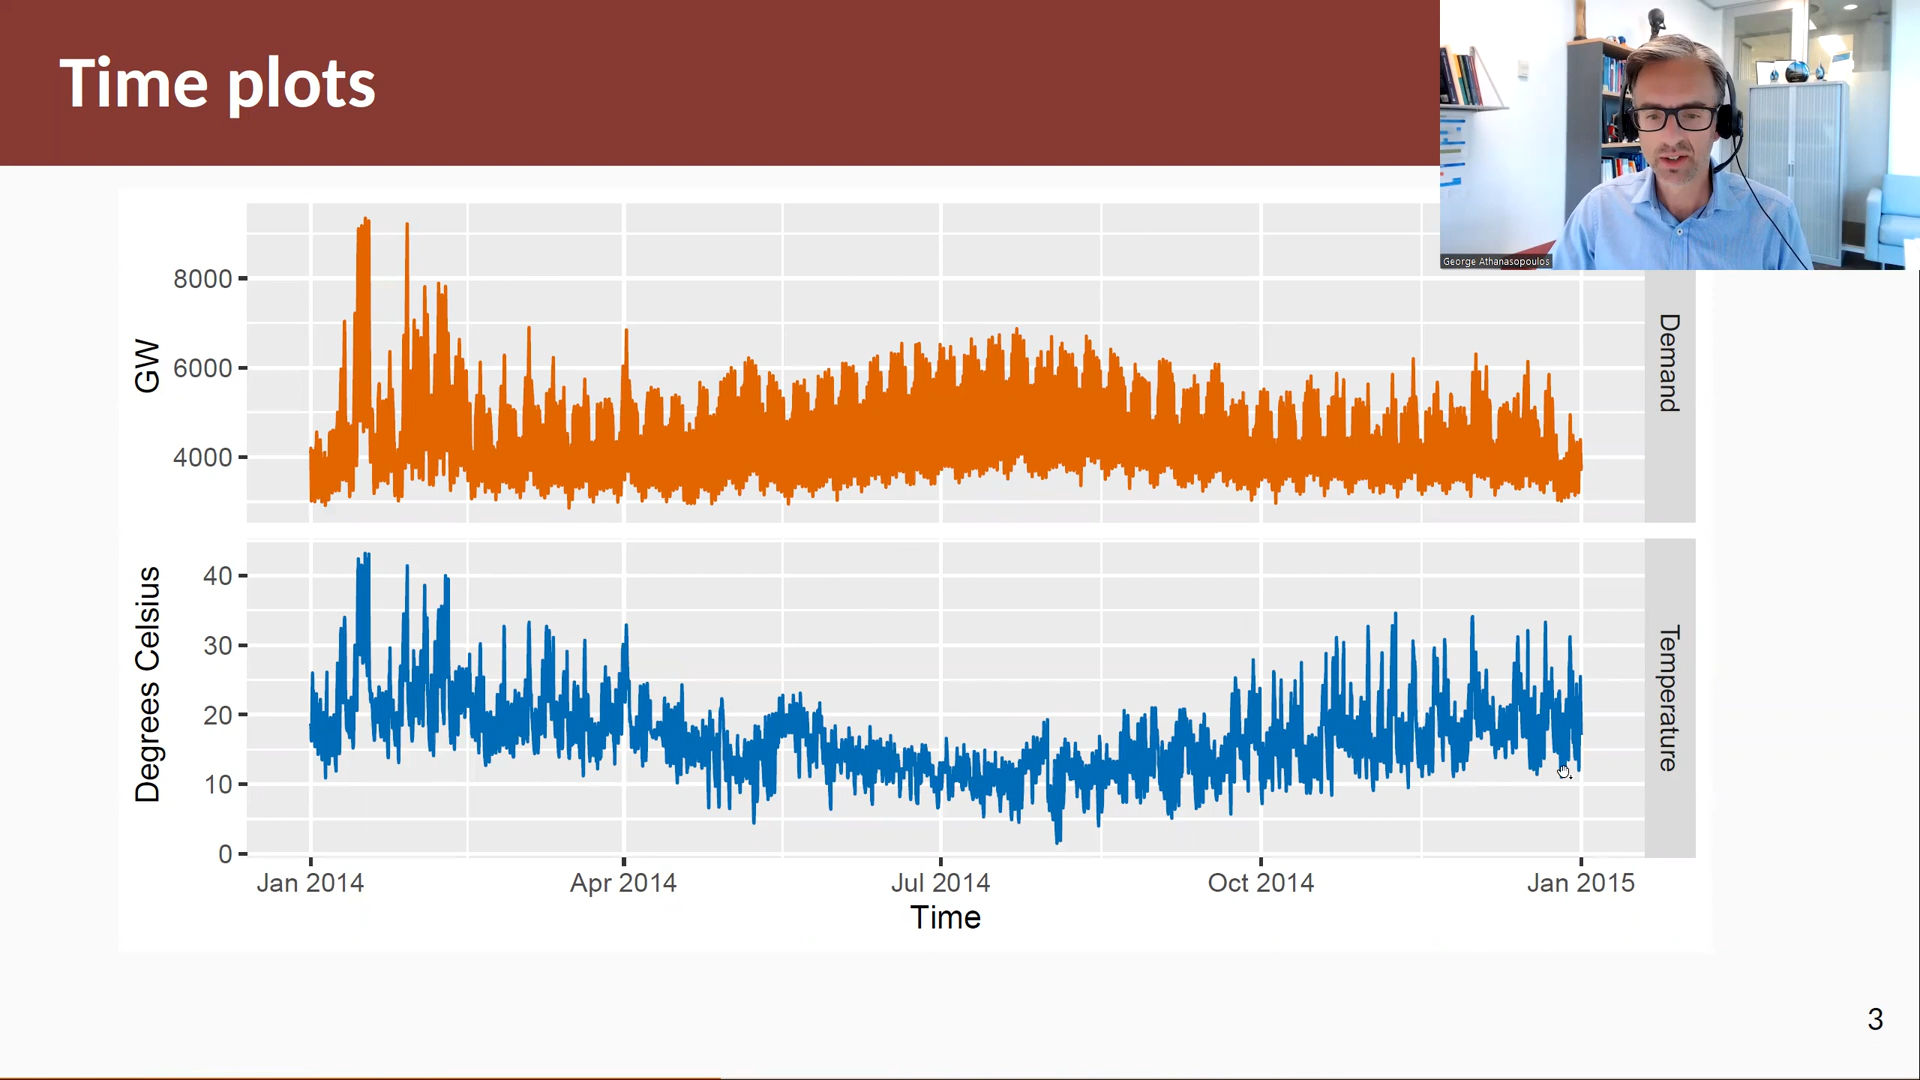 Time plots
George Athanasopoulos
GW
8000
6000
4000
Demand
Degrees Celsius
40
30
20
10
0
Temperature
Jan 2014
Apr 2014
Jul 2014
Oct 2014
Jan 2015
Time
3